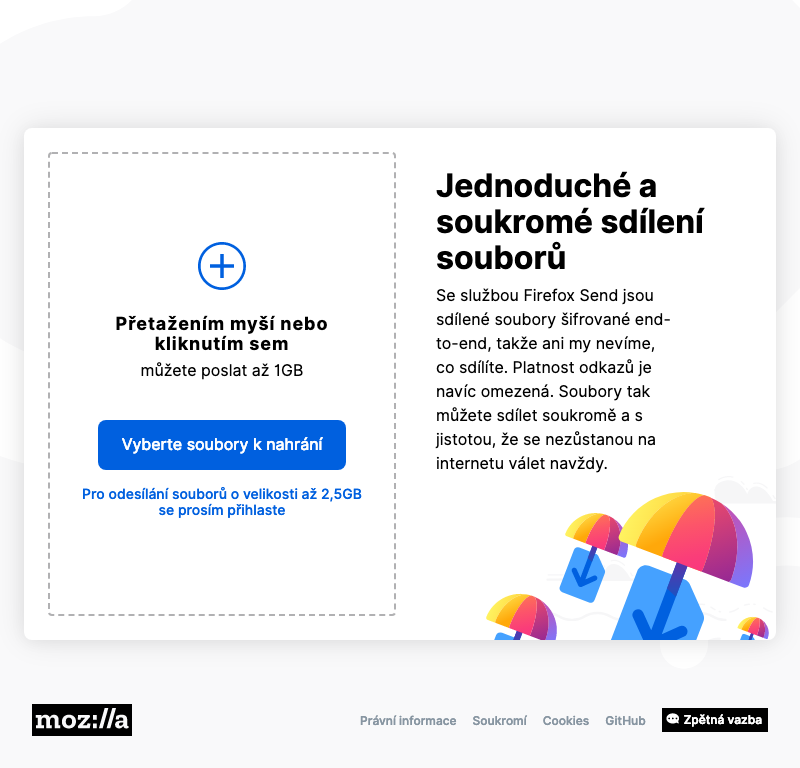 Přetažením myší nebo
kliknutím sem
můžete poslat až 1GB
Vyberte soubory k nahrání
Pro odesílání souborů o velikosti až 2,5GB
se prosím přihlaste
Jednoduché a
soukromé sdílení
souborů
Se službou Firefox Send jsou
sdílené soubory šifrované end-
to-end, takže ani my nevíme,
co sdílíte. Platnost odkazů je
navíc omezená. Soubory tak
můžete sdílet soukromě a s
jistotou, že se nezůstanou na
internetu válet navždy.
moz://a
Právní informace
Soukromí
Cookies
GitHub
Zpětná vazba